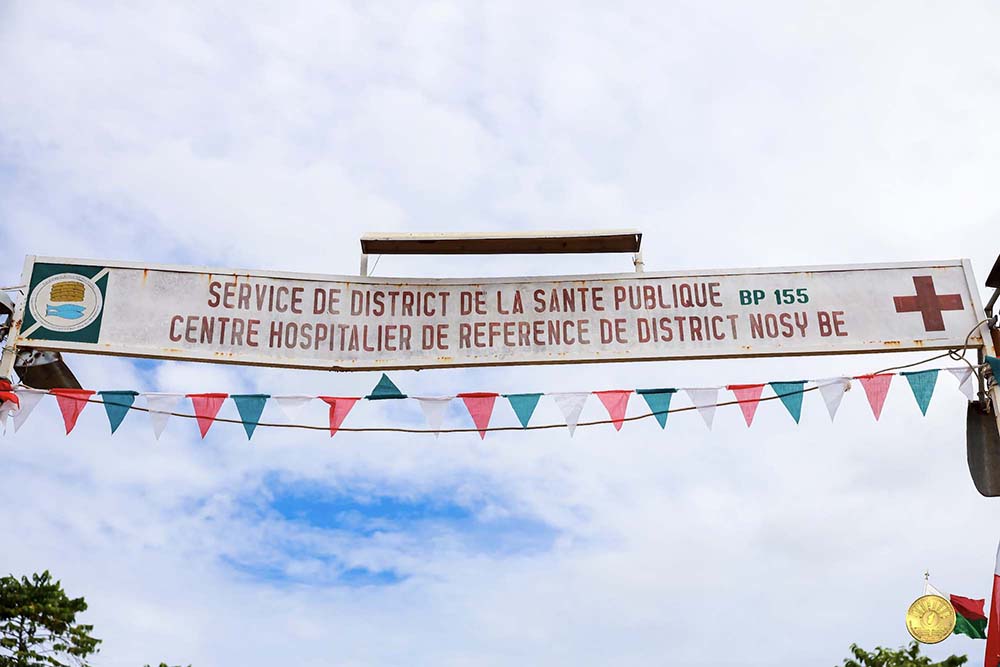 SERVICE DE DISTRICT DE LA SANTE PUBLIQUE BP 155
CENTRE HOSPITALIER DE REFERENCE DE DISTRICT NOSY BE